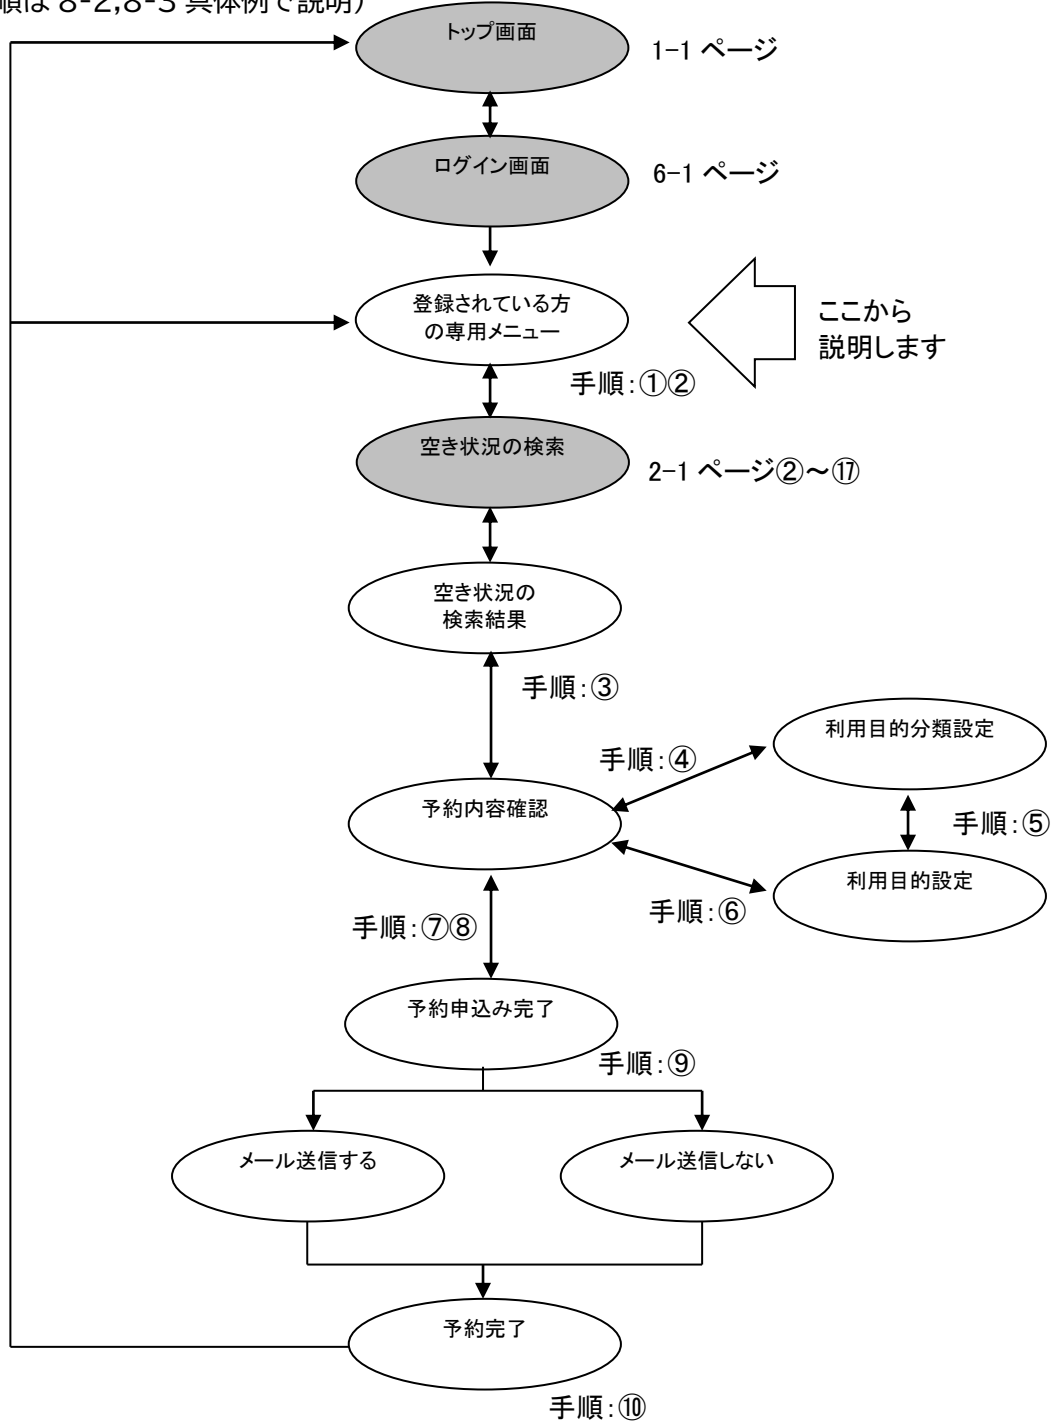 順は 8-2,8-3 具体例で説明)
トップ画面
1-1 ページ
ログイン画面
6-1 ページ
登録されている方
の専用メニュー
ここから
説明します
手順:①②
空き状況の検索
2-1 ページ②~⑰
空き状況の
検索結果
手順:③
利用目的分類設定
手順:④
予約内容確認
手順:⑤
利用目的設定
手順:⑥
手順:⑦⑧
予約申込み完了
手順:⑨
メール送信する
メール送信しない
予約完了
手順:⑩